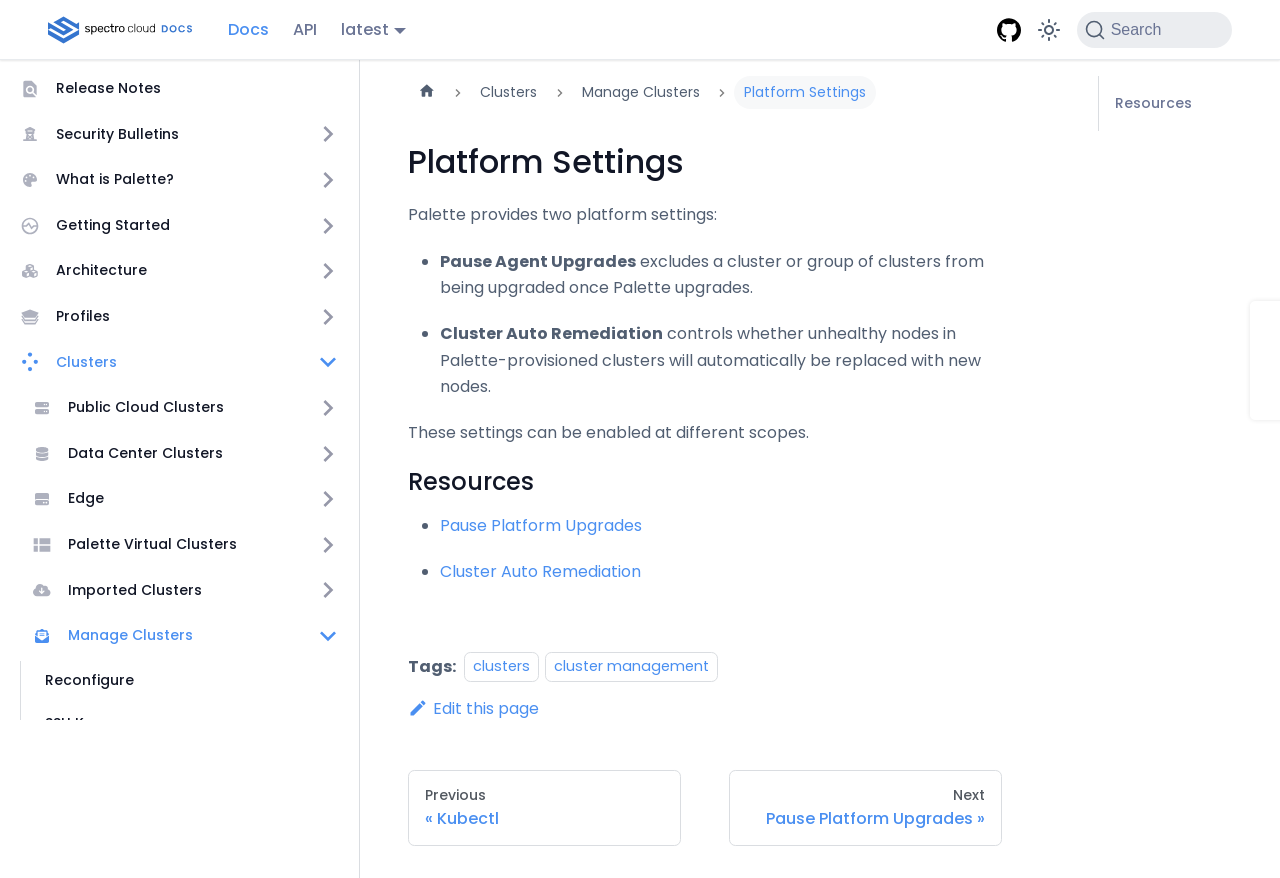 spectro cloud DOCS
Docs
API
latest
Search
Release Notes
Security Bulletins
What is Palette?
Getting Started
Architecture
Profiles
Clusters
Public Cloud Clusters
Data Center Clusters
Edge
Palette Virtual Clusters
Imported Clusters
Manage Clusters
Reconfigure
Clusters
Manage Clusters
Platform Settings
Platform Settings
Palette provides two platform settings:
Pause Agent Upgrades excludes a cluster or group of clusters from
being upgraded once Palette upgrades.
Cluster Auto Remediation controls whether unhealthy nodes in
Palette-provisioned clusters will automatically be replaced with new
nodes.
These settings can be enabled at different scopes.
Resources
Pause Platform Upgrades
Cluster Auto Remediation
Tags: clusters cluster management
Edit this page
Previous
« Kubectl
Next
Pause Platform Upgrades »
Resources